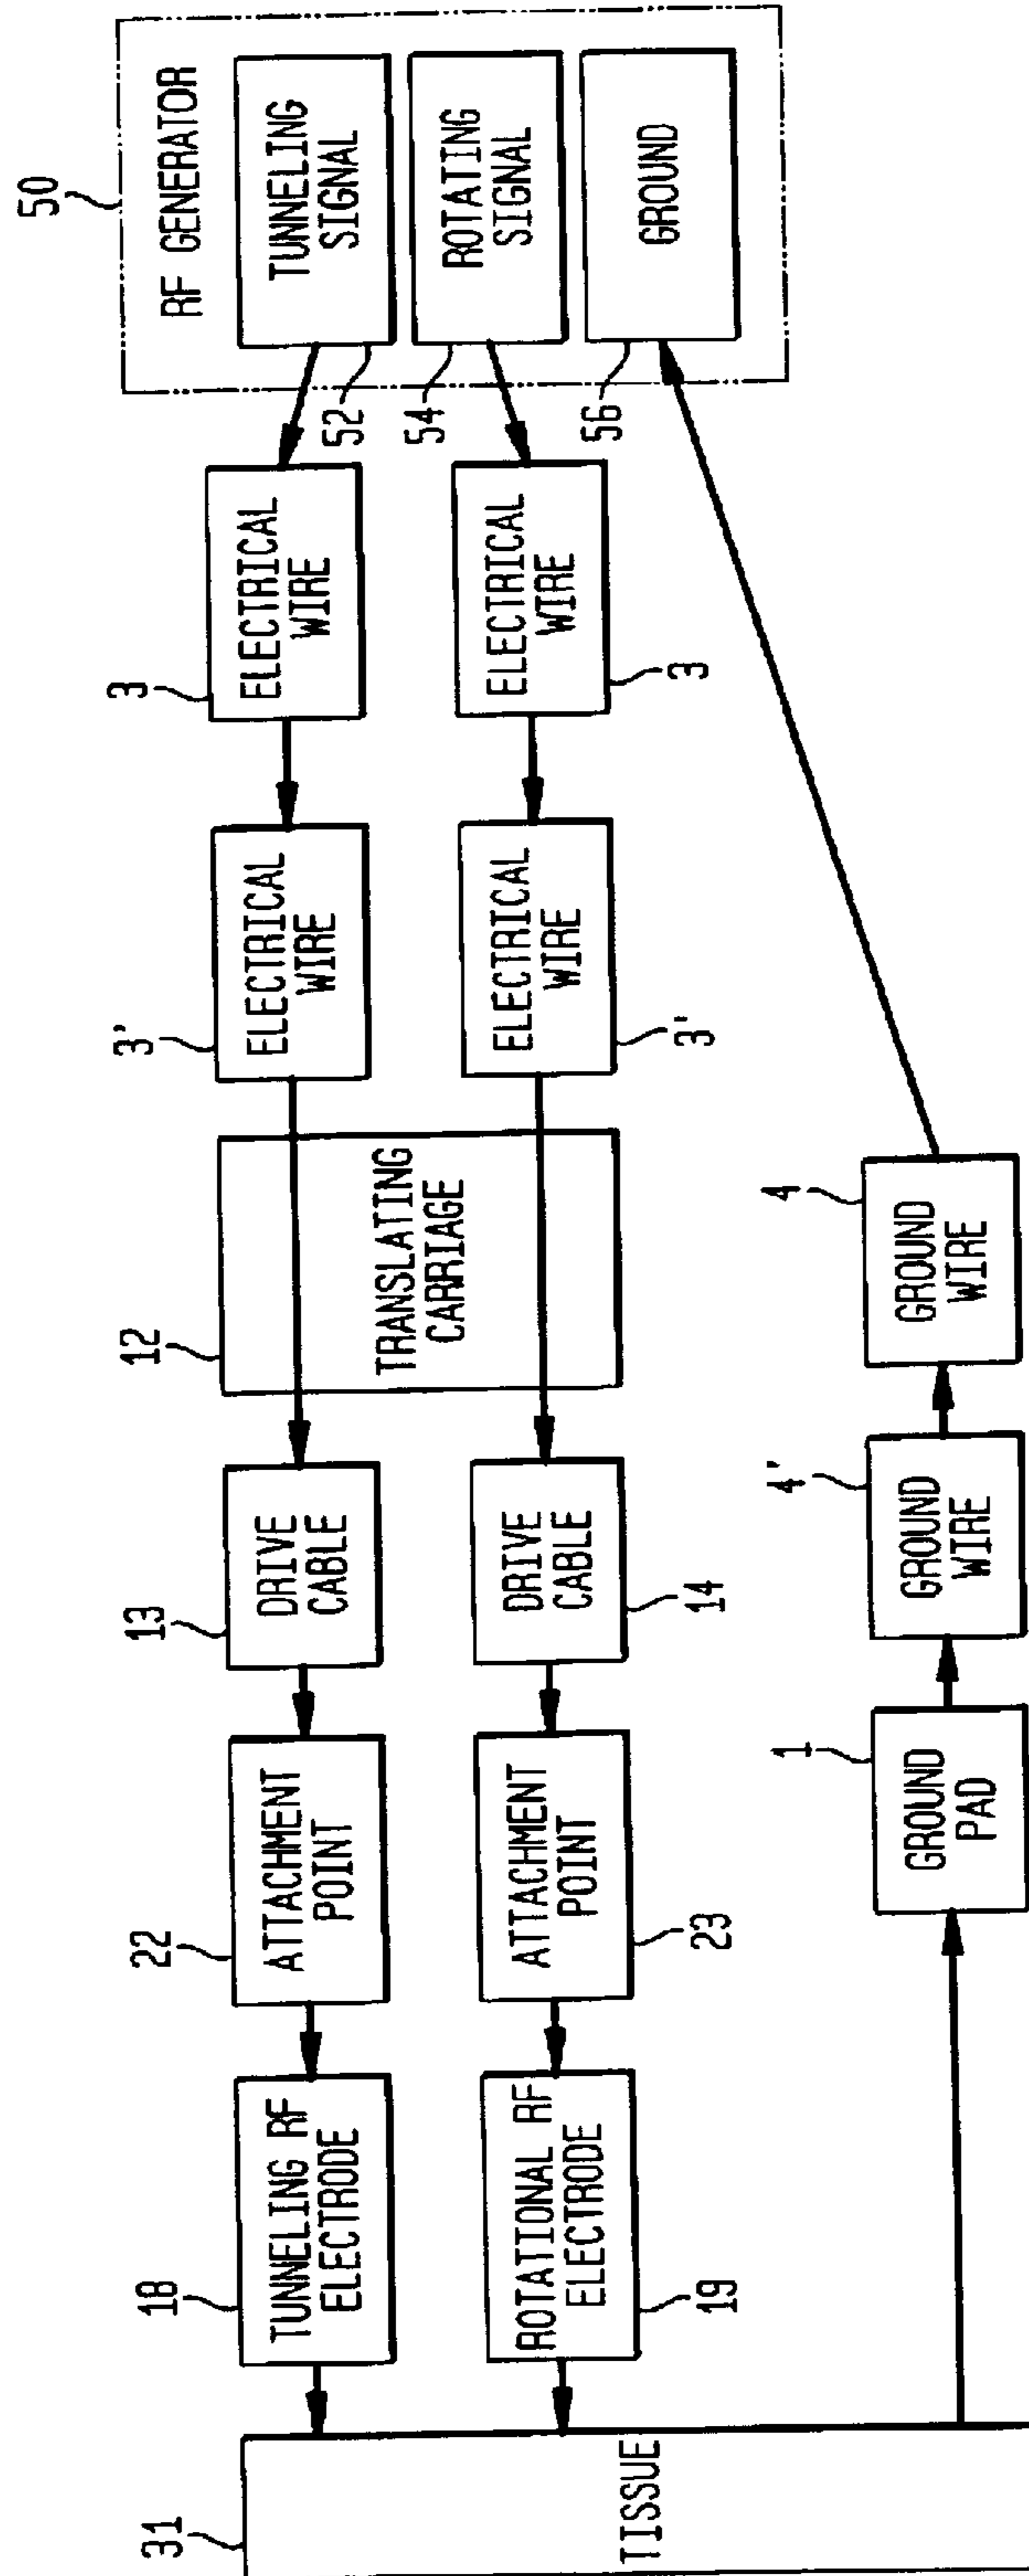 50
RF GENERATOR
TUNNELING
SIGNAL
52
ROTATING
SIGNAL
54
GROUND
56
3
ELECTRICAL
WIRE
ELECTRICAL
WIRE
3
3'
ELECTRICAL
WIRE
ELECTRICAL
WIRE
3'
12
TRANSLATING
CARRIAGE
13
DRIVE
CABLE
DRIVE
CABLE
14
22
ATTACHMENT
POINT
ATTACHMENT
POINT
23
18
TUNNELING RF
ELECTRODE
ROTATIONAL RF
ELECTRODE
19
31
TISSUE
1
GROUND
PAD
4'
GROUND
WIRE
4
GROUND
WIRE